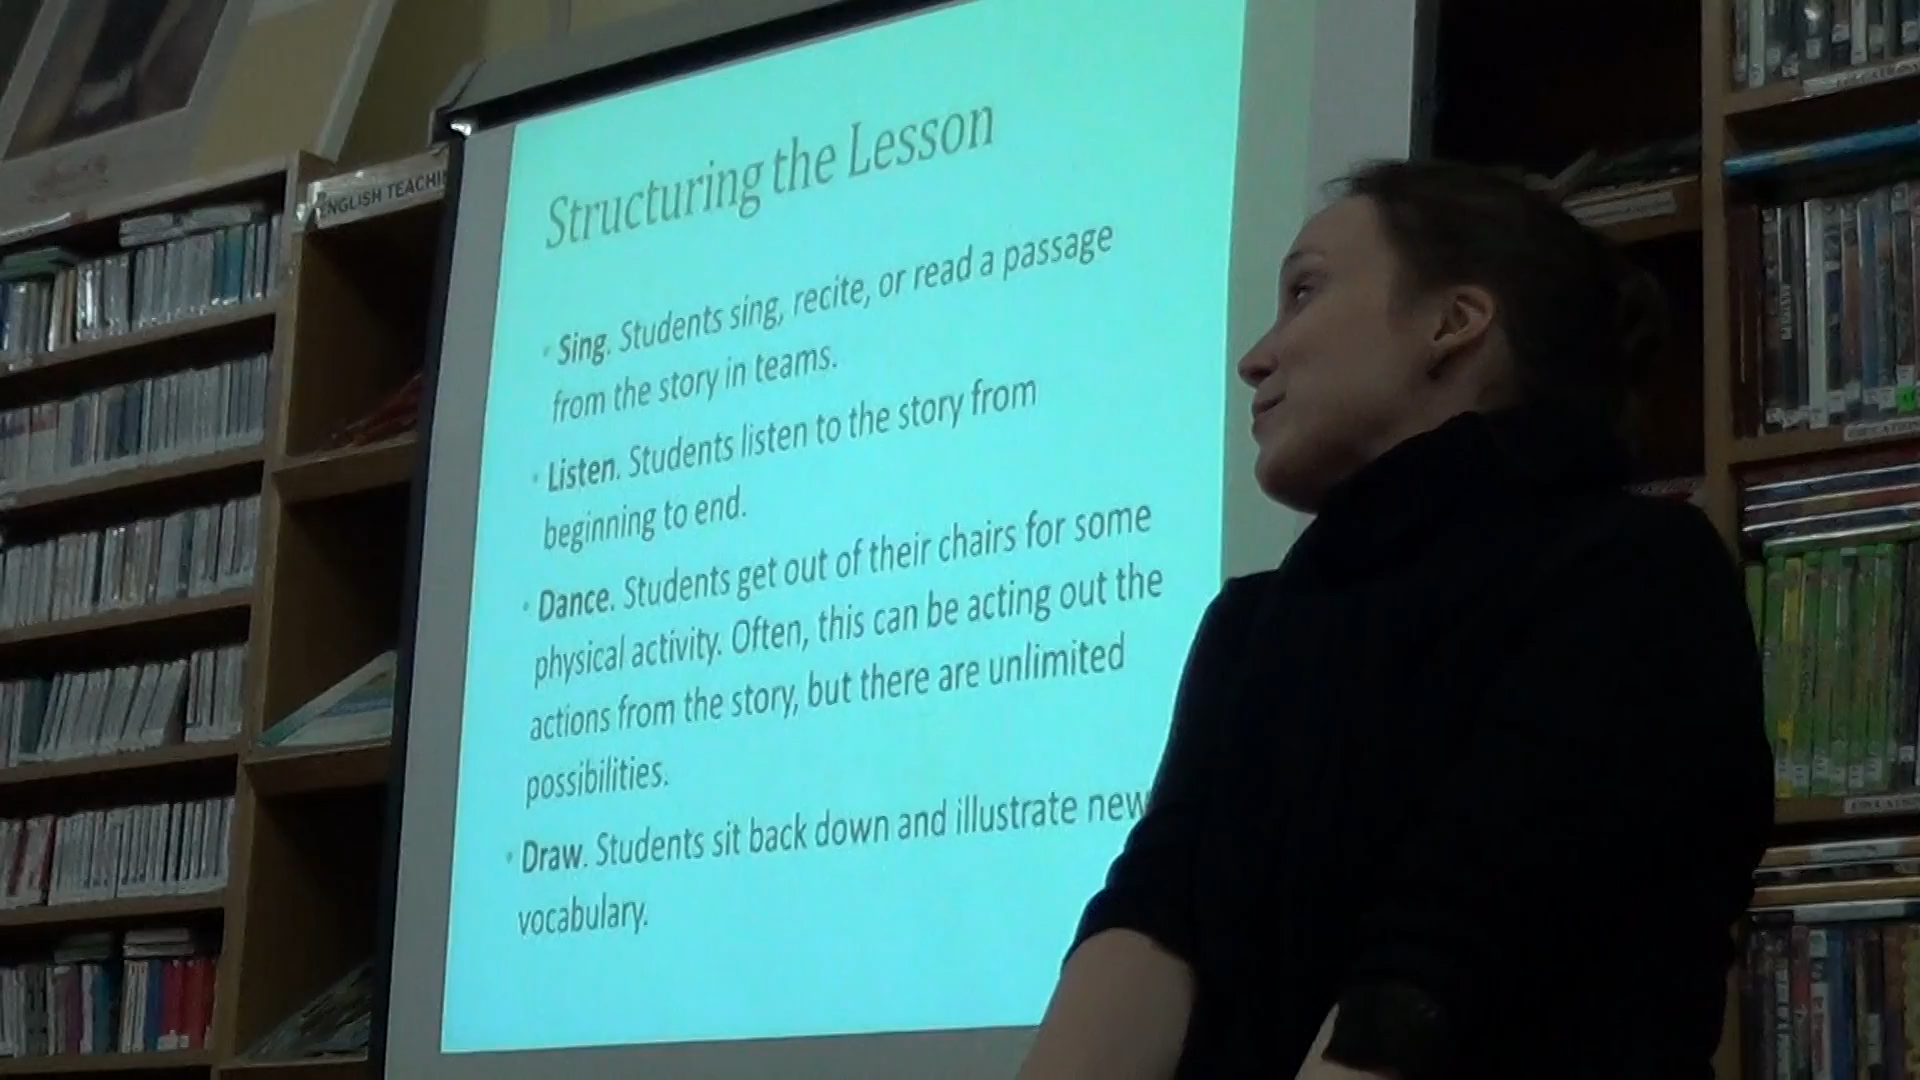 ENGLISH TEACHI
Structuring the Lesson
• Sing. Students sing, recite, or read a passage
from the story in teams.
• Listen. Students listen to the story from
beginning to end.
• Dance. Students get out of their chairs for some
physical activity. Often, this can be acting out the
actions from the story, but there are unlimited
possibilities.
• Draw. Students sit back down and illustrate new
vocabulary.
EDUCATION